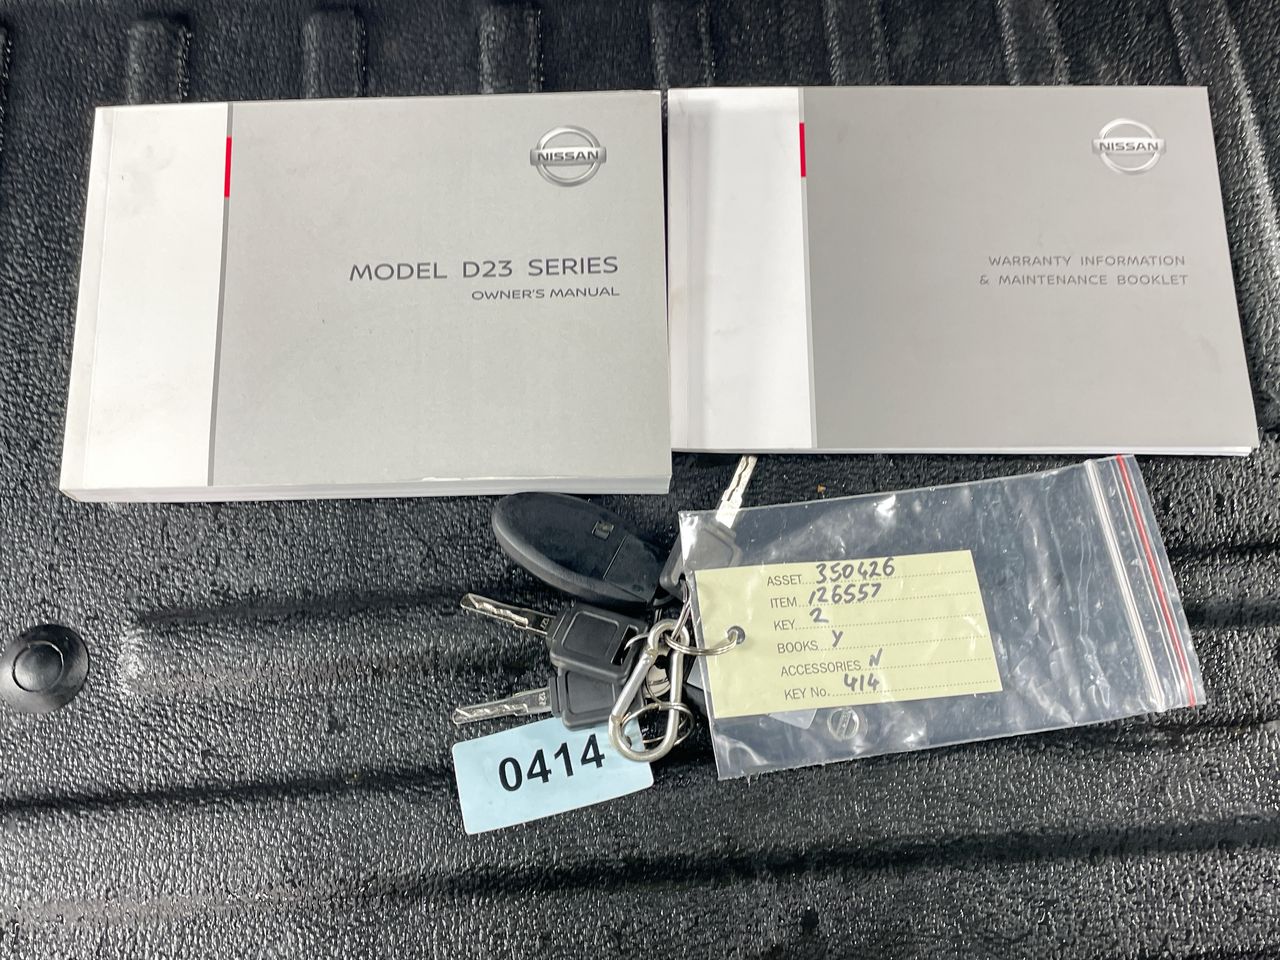 NISSAN
MODEL D23 SERIES
OWNER'S MANUAL
NISSAN
WARRANTY INFORMATION
& MAINTENANCE BOOKLET
ASSET 350426
ITEM 126557
KEY 2
BOOKS Y
ACCESSORIES N
KEY No. 414
0414